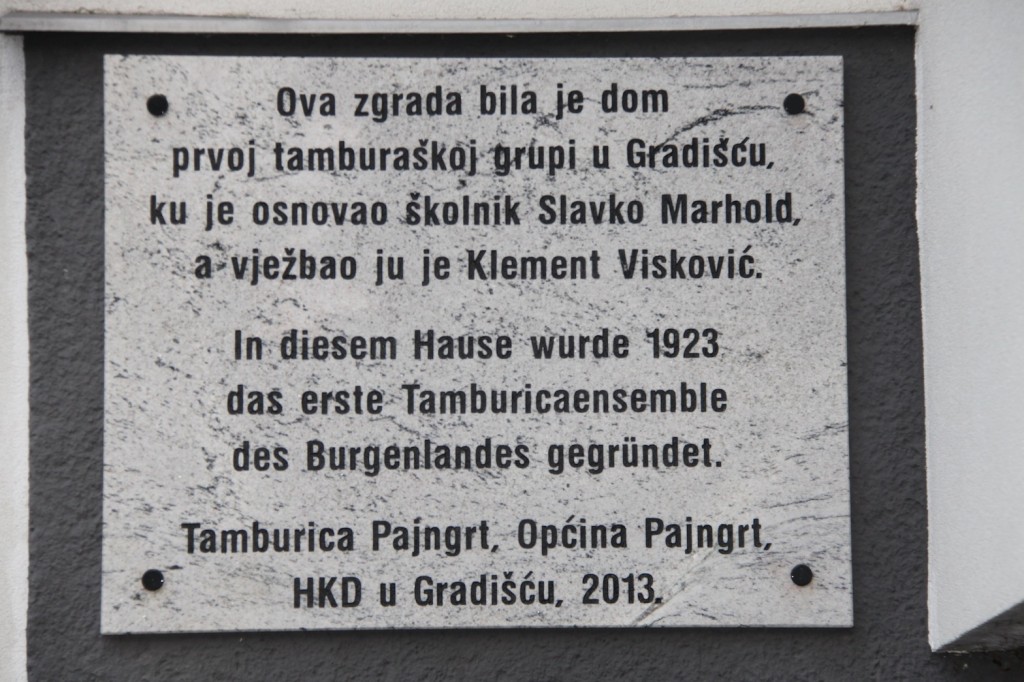 Ova zgrada bila je dom
prvoj tamburaškoj grupi u Gradišću,
ku je osnovao školnik Slavko Marhold,
a vježbao ju je Klement Visković.
In diesem Hause wurde 1923
das erste Tamburicaensemble
des Burgenlandes gegründet.
Tamburica Pajngrt, Općina Pajngrt,
HKD u Gradišću, 2013.